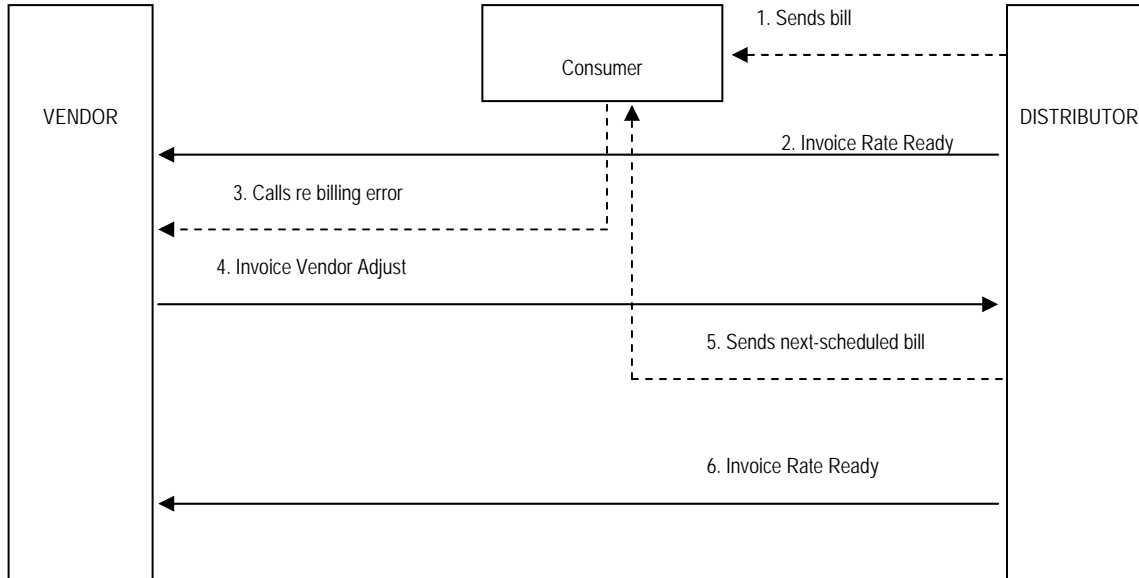 1. Sends bill
Consumer
VENDOR
DISTRIBUTOR
2. Invoice Rate Ready
3. Calls re billing error
4. Invoice Vendor Adjust
5. Sends next-scheduled bill
6. Invoice Rate Ready